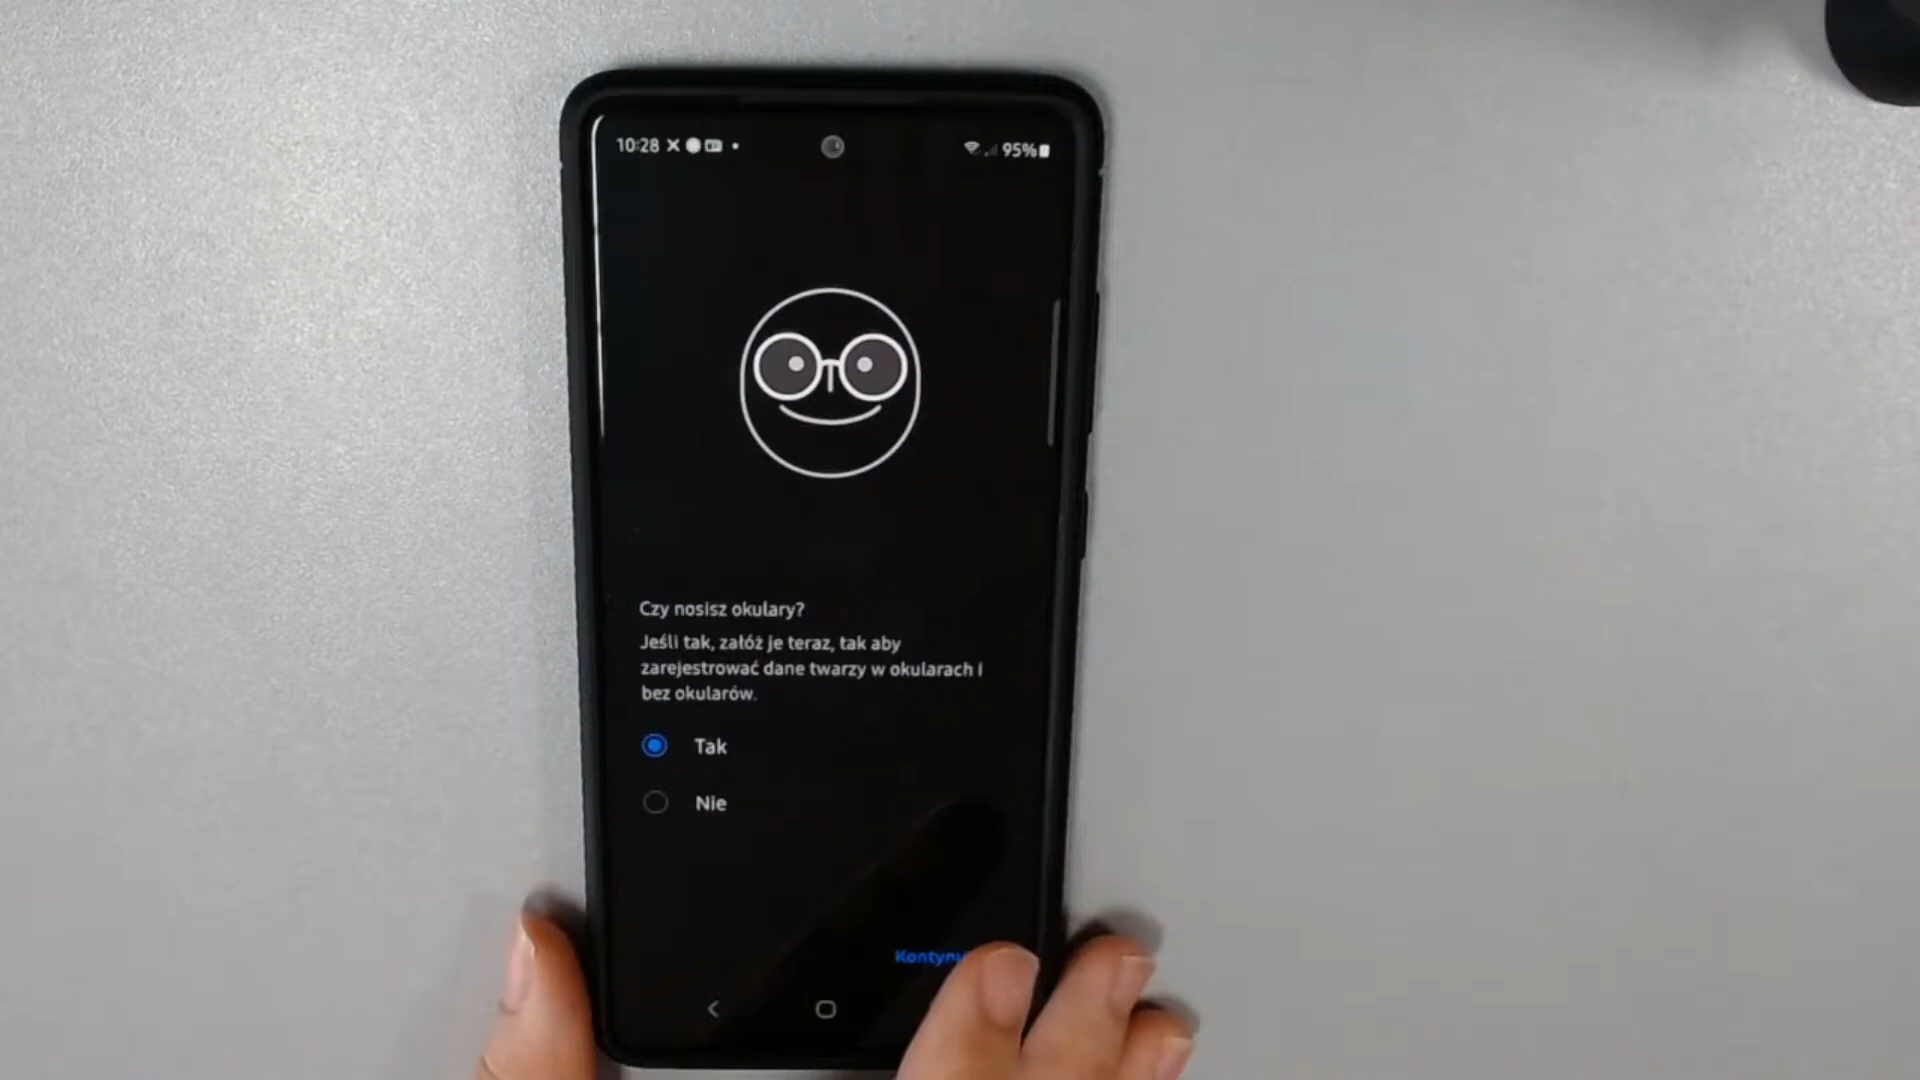 10:28
95%
Czy nosisz okulary?
Jeśli tak, załóż je teraz, tak aby
zarejestrować dane twarzy w okularach i
bez okularów.
Tak
Nie